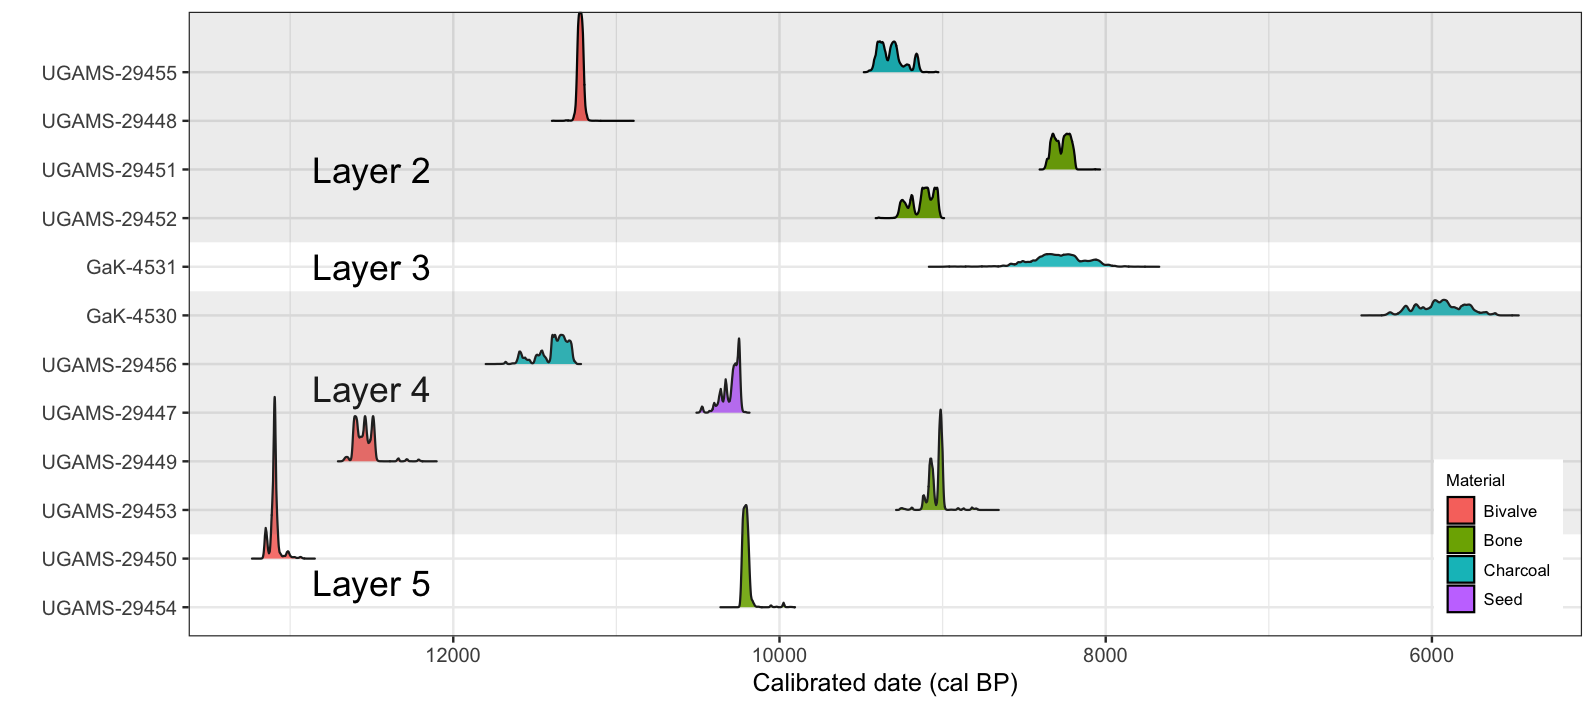 UGAMS-29455
UGAMS-29448
UGAMS-29451
Layer 2
UGAMS-29452
GaK-4531
Layer 3
GaK-4530
UGAMS-29456
Layer 4
UGAMS-29447
UGAMS-29449
UGAMS-29453
UGAMS-29450
Layer 5
UGAMS-29454
Material
Bivalve
Bone
Charcoal
Seed
12000 10000 8000 6000
Calibrated date (cal BP)